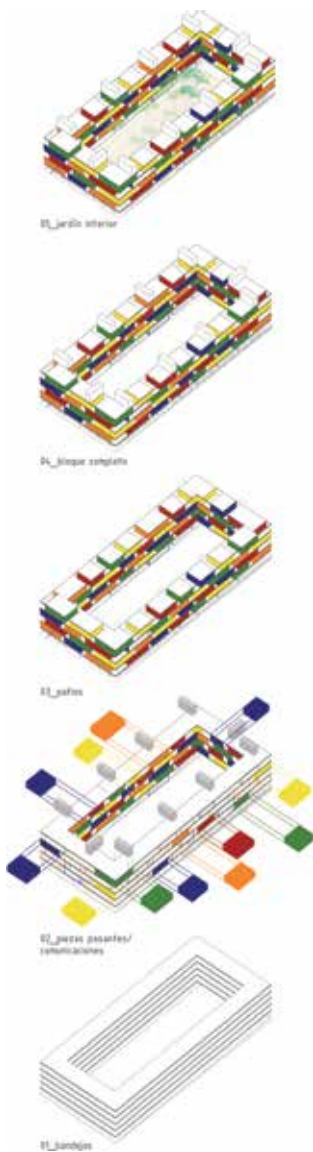 05_jardín interior
04_bloque completo
03_patios
02_piezas pasantes/
comunicaciones
01_bandejas